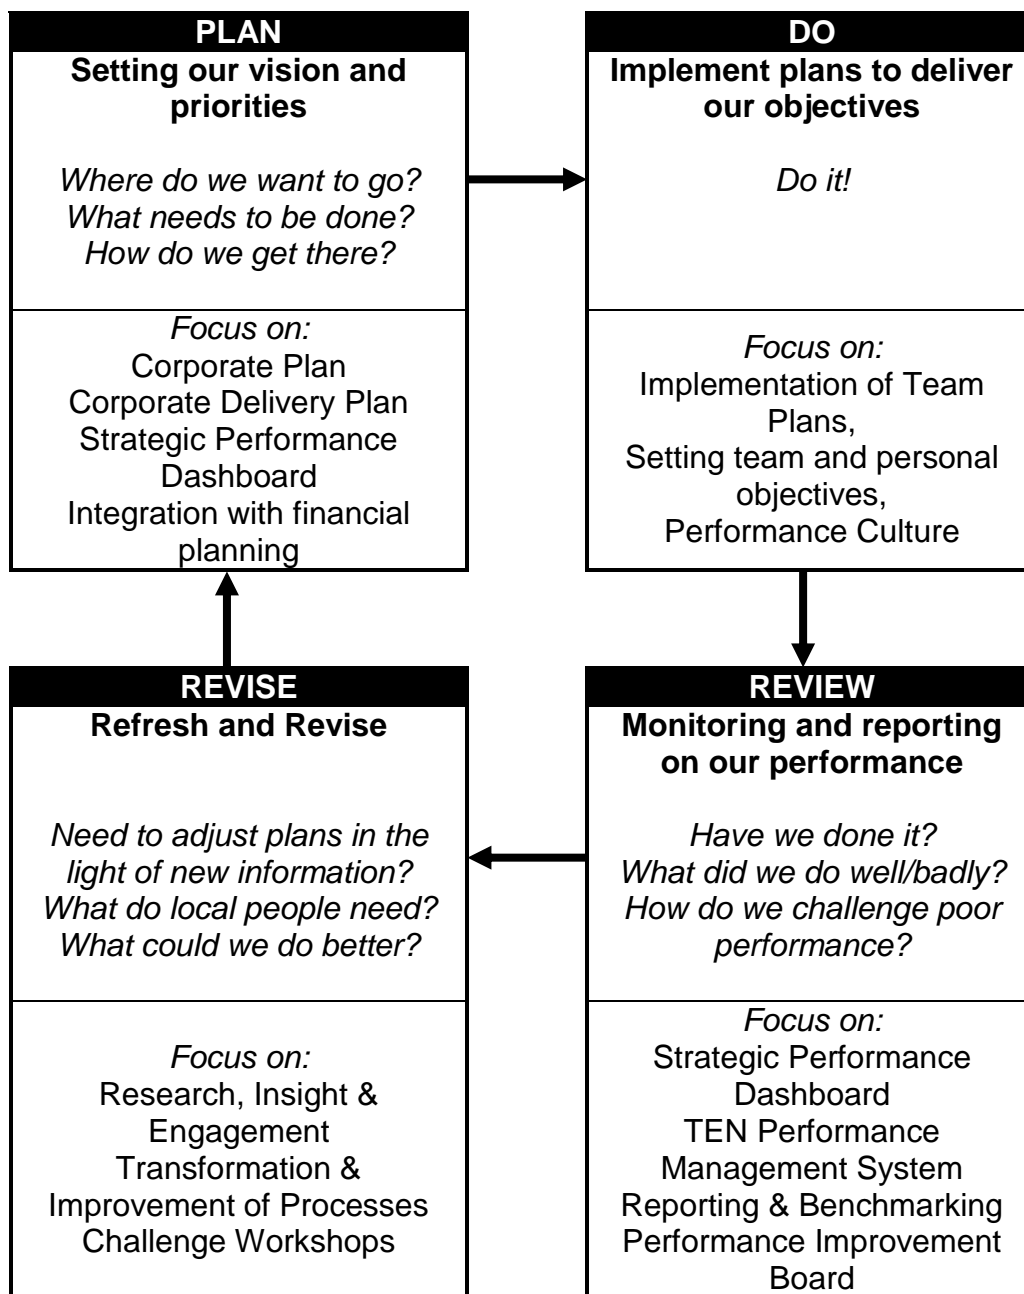 PLAN
Setting our vision and
priorities
Where do we want to go?
What needs to be done?
How do we get there?
Focus on:
Corporate Plan
Corporate Delivery Plan
Strategic Performance
Dashboard
Integration with financial
planning
DO
Implement plans to deliver
our objectives
Do it!
Focus on:
Implementation of Team
Plans,
Setting team and personal
objectives,
Performance Culture
REVISE
Refresh and Revise
Need to adjust plans in the
light of new information?
What do local people need?
What could we do better?
Focus on:
Research, Insight &
Engagement
Transformation &
Improvement of Processes
Challenge Workshops
REVIEW
Monitoring and reporting
on our performance
Have we done it?
What did we do well/badly?
How do we challenge poor
performance?
Focus on:
Strategic Performance
Dashboard
TEN Performance
Management System
Reporting & Benchmarking
Performance Improvement
Board